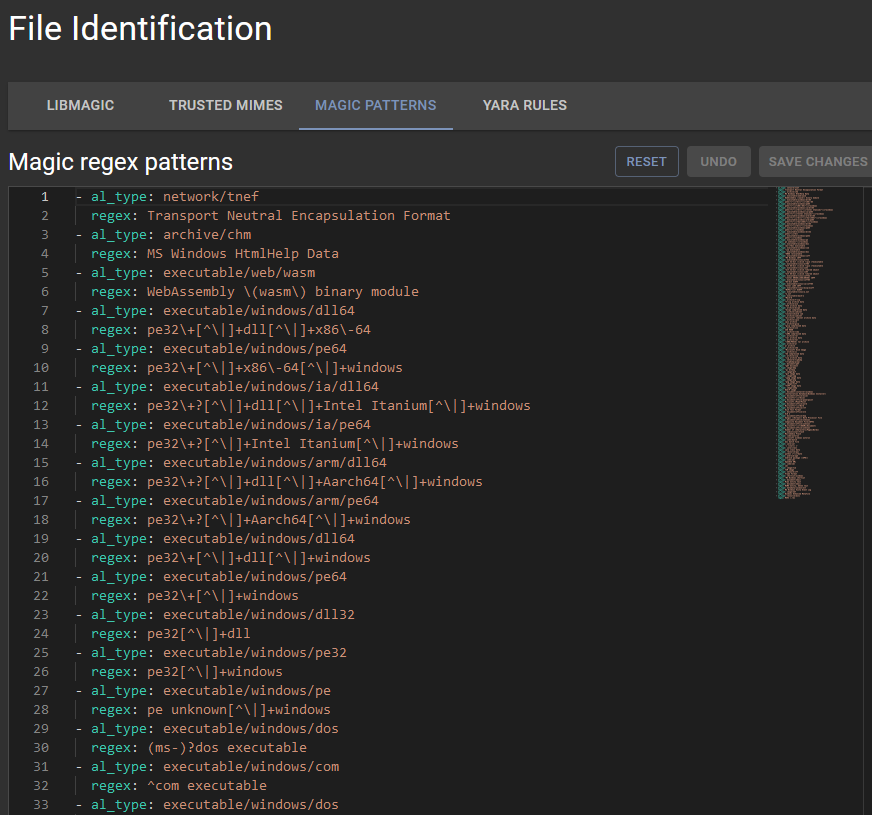 File Identification
LIBMAGIC TRUSTED MIMES MAGIC PATTERNS YARA RULES
Magic regex patterns RESET UNDO SAVE CHANGES
1 - al_type: network/tnef
2 regex: Transport Neutral Encapsulation Format
3 - al_type: archive/chm
4 regex: MS Windows HtmlHelp Data
5 - al_type: executable/web/wasm
6 regex: WebAssembly \(wasm\) binary module
7 - al_type: executable/windows/dll64
8 regex: pe32\+[^\|]+dll[^\|]+x86\-64
9 - al_type: executable/windows/pe64
10 regex: pe32\+[^\|]+x86\-64[^\|]+windows
11 - al_type: executable/windows/ia/dll64
12 regex: pe32\+?[^\|]+dll[^\|]+Intel Itanium[^\|]+windows
13 - al_type: executable/windows/ia/pe64
14 regex: pe32\+?[^\|]+Intel Itanium[^\|]+windows
15 - al_type: executable/windows/arm/dll64
16 regex: pe32\+?[^\|]+dll[^\|]+Aarch64[^\|]+windows
17 - al_type: executable/windows/arm/pe64
18 regex: pe32\+?[^\|]+Aarch64[^\|]+windows
19 - al_type: executable/windows/dll64
20 regex: pe32\+[^\|]+dll[^\|]+windows
21 - al_type: executable/windows/pe64
22 regex: pe32\+[^\|]+windows
23 - al_type: executable/windows/dll32
24 regex: pe32[^\|]+dll
25 - al_type: executable/windows/pe32
26 regex: pe32[^\|]+windows
27 - al_type: executable/windows/pe
28 regex: pe unknown[^\|]+windows
29 - al_type: executable/windows/dos
30 regex: (ms-)?dos executable
31 - al_type: executable/windows/com
32 regex: ^com executable
33 - al_type: executable/windows/dos